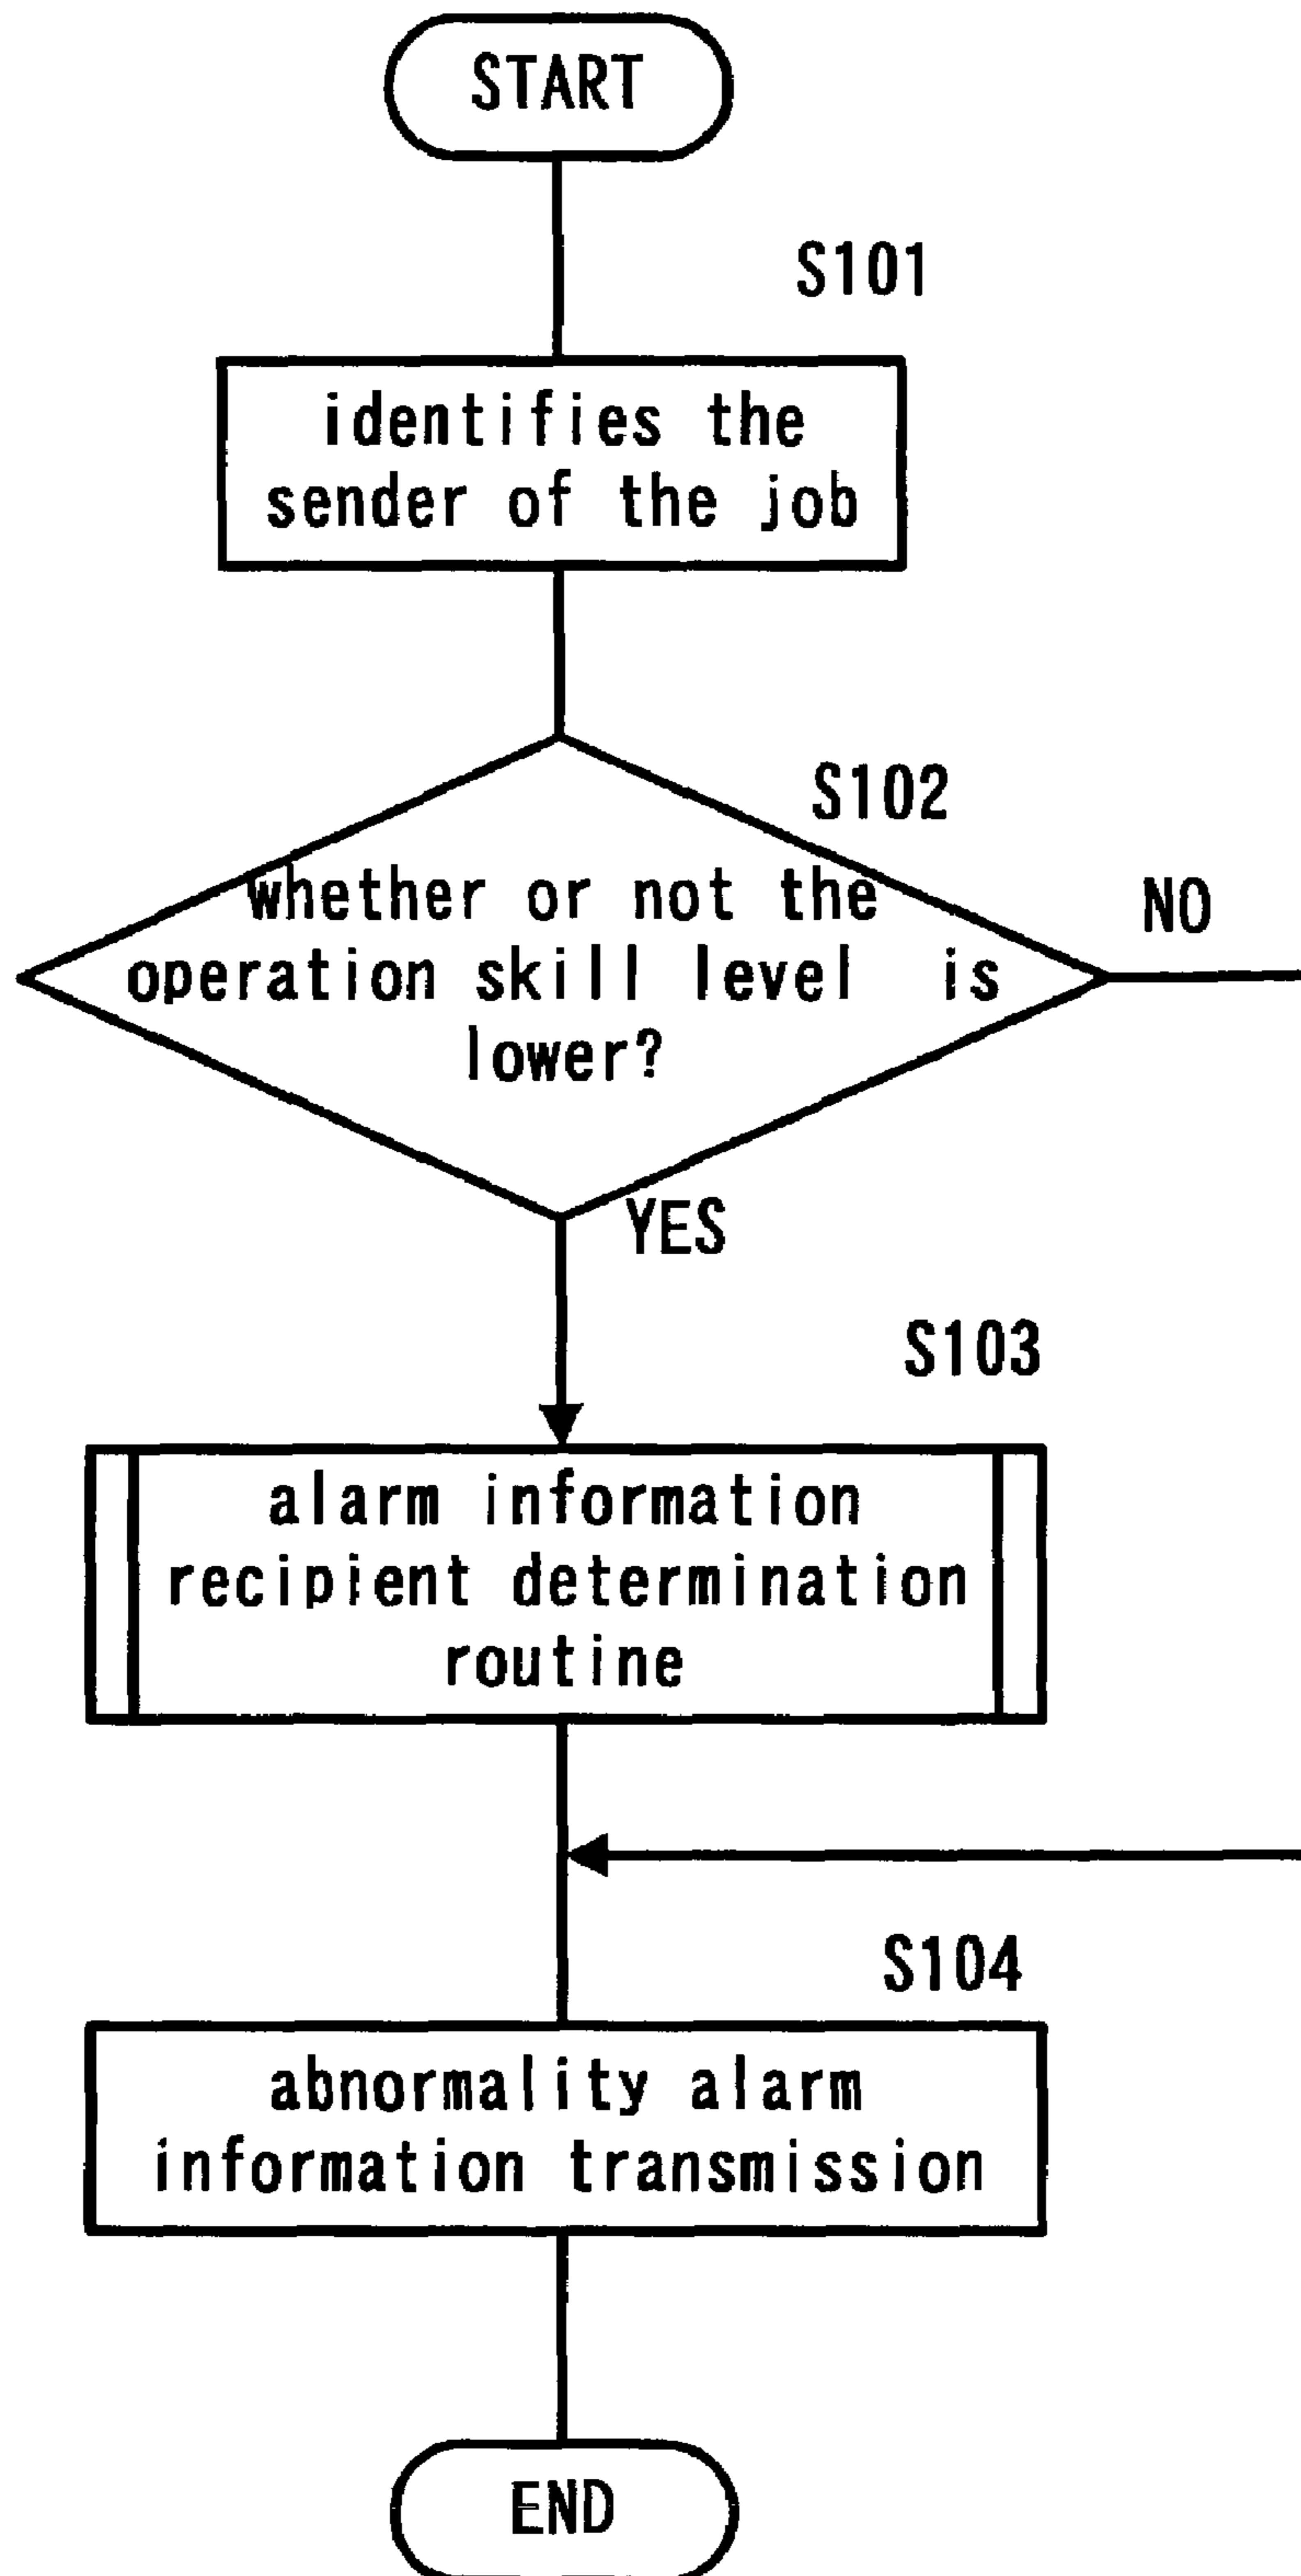 START
S101
identifies the
sender of the job
S102
whether or not the
operation skill level is
lower?
NO
YES
S103
alarm information
recipient determination
routine
S104
abnormality alarm
information transmission
END